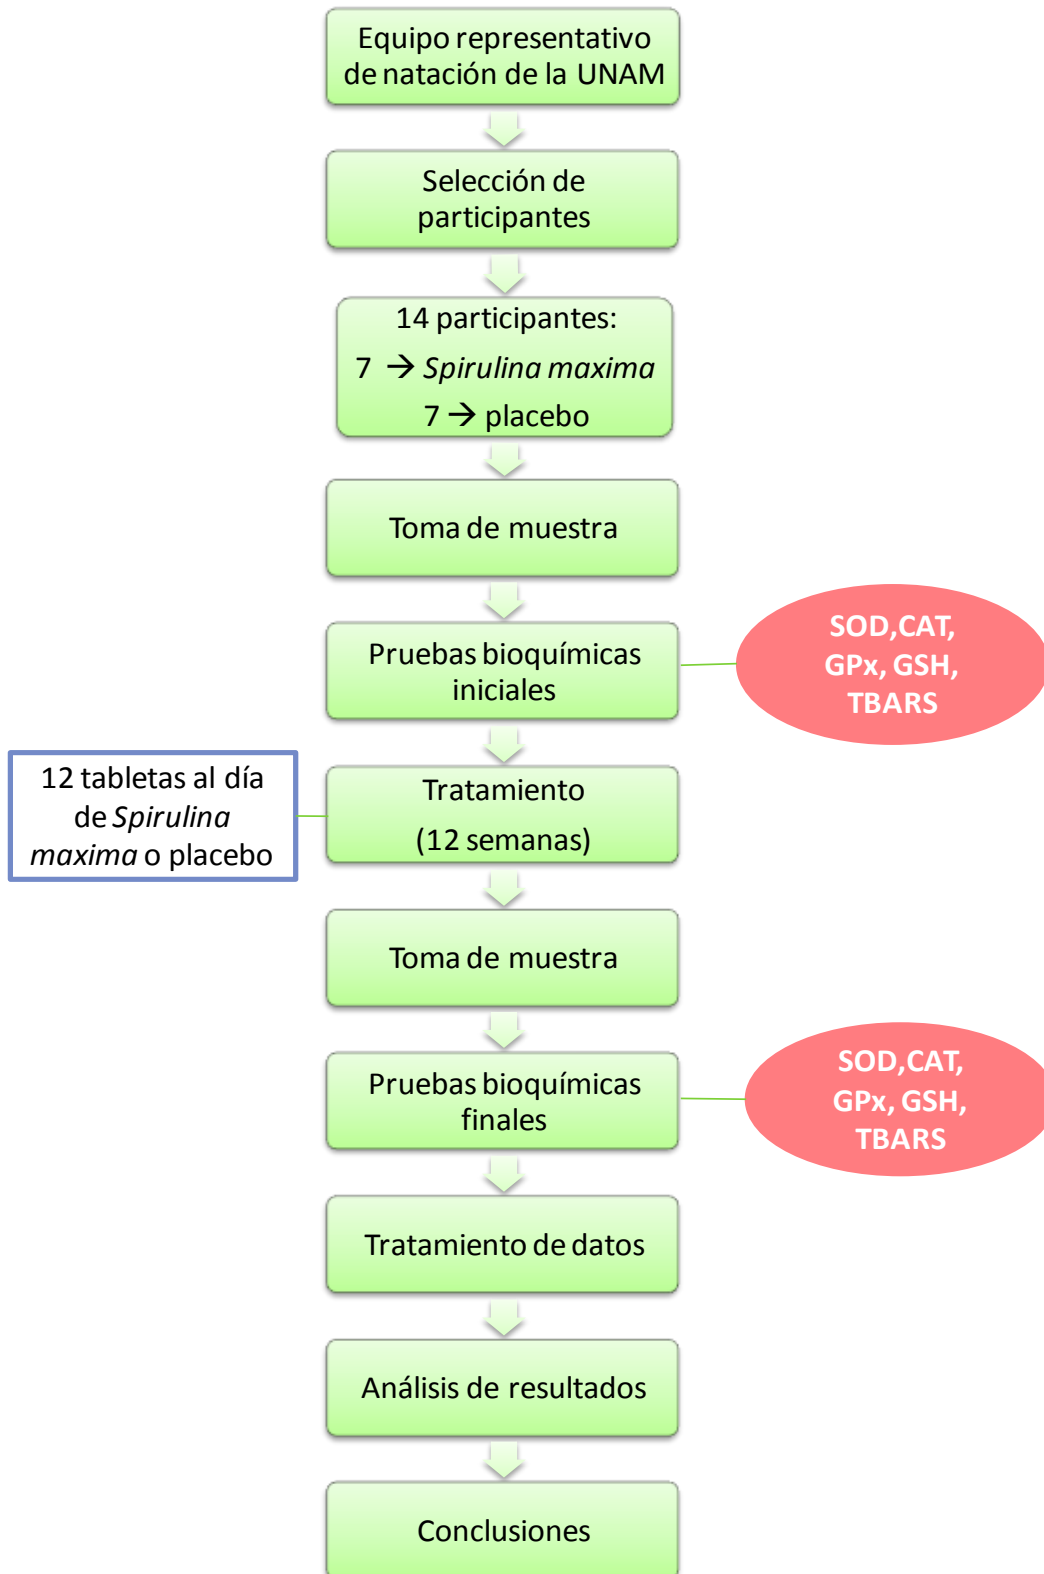 Equipo representativo
de natación de la UNAM
Selección de
participantes
14 participantes:
7 → Spirulina maxima
7 → placebo
Toma de muestra
Pruebas bioquímicas
iniciales
SOD,CAT,
GPx, GSH,
TBARS
12 tabletas al día
de Spirulina
maxima o placebo
Tratamiento
(12 semanas)
Toma de muestra
Pruebas bioquímicas
finales
SOD,CAT,
GPx, GSH,
TBARS
Tratamiento de datos
Análisis de resultados
Conclusiones